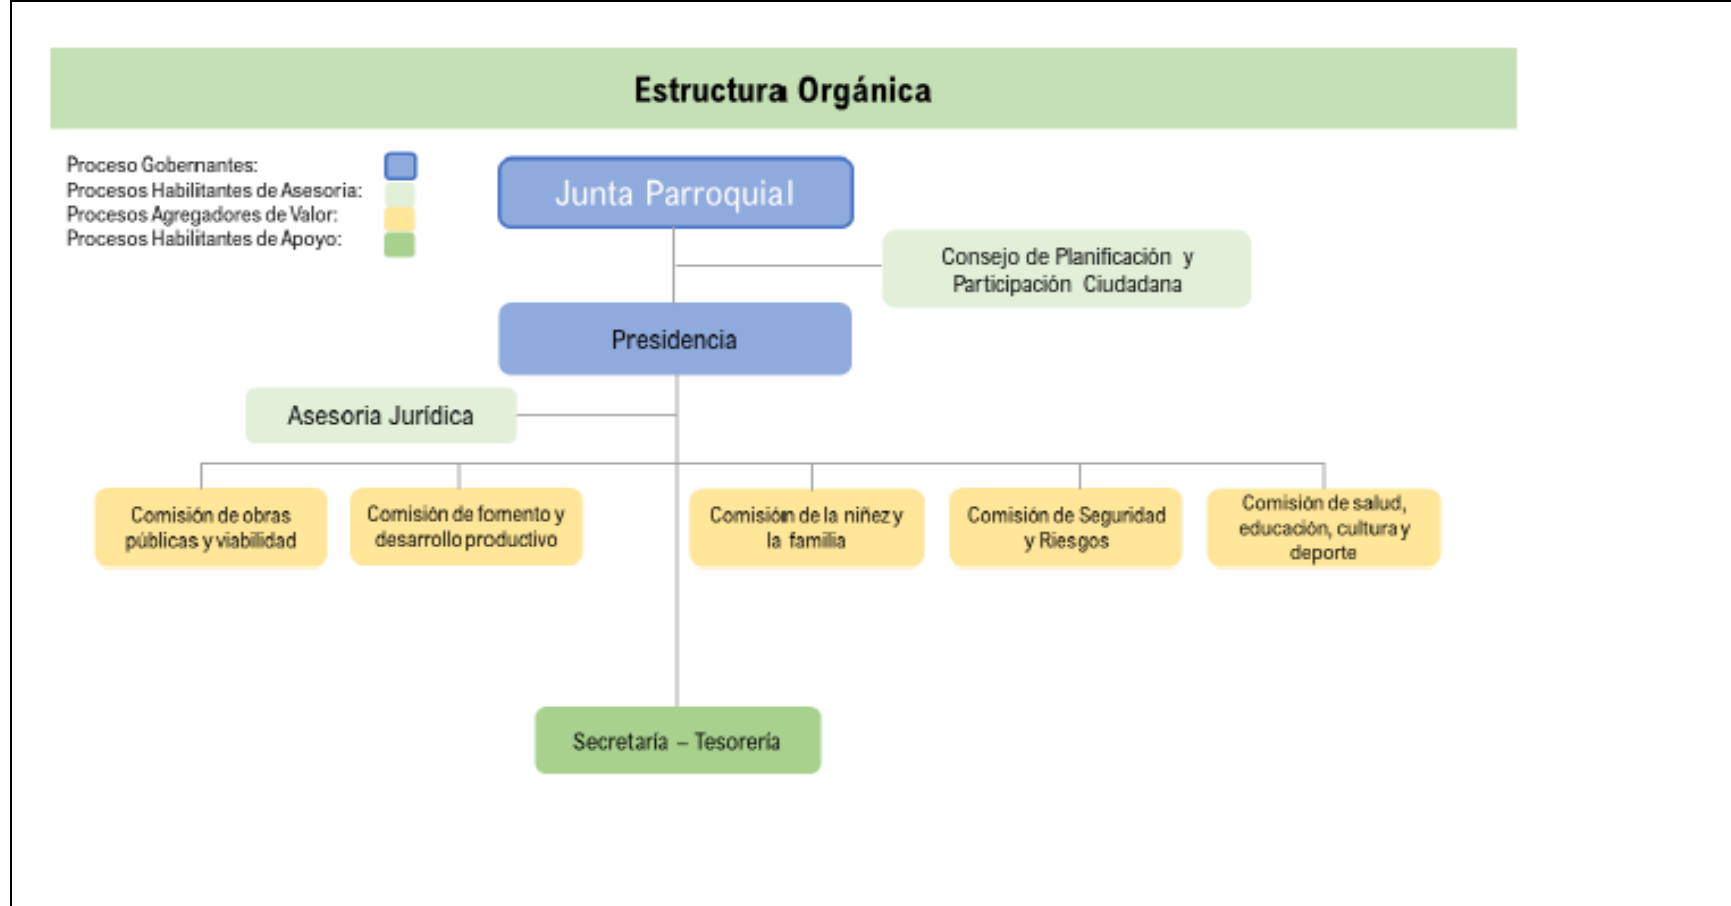 Estructura Orgánica
Proceso Gobernantes:
Procesos Habilitantes de Asesoria:
Procesos Agregadores de Valor:
Procesos Habilitantes de Apoyo:
Junta Parroquial
Consejo de Planificación y
Participación Ciudadana
Presidencia
Asesoria Jurídica
Comisión de obras
públicas y viabilidad
Comisión de fomento y
desarrollo productivo
Comisión de la niñez y
la familia
Comisión de Seguridad
y Riesgos
Comisión de salud,
educación, cultura y
deporte
Secretaría – Tesorería